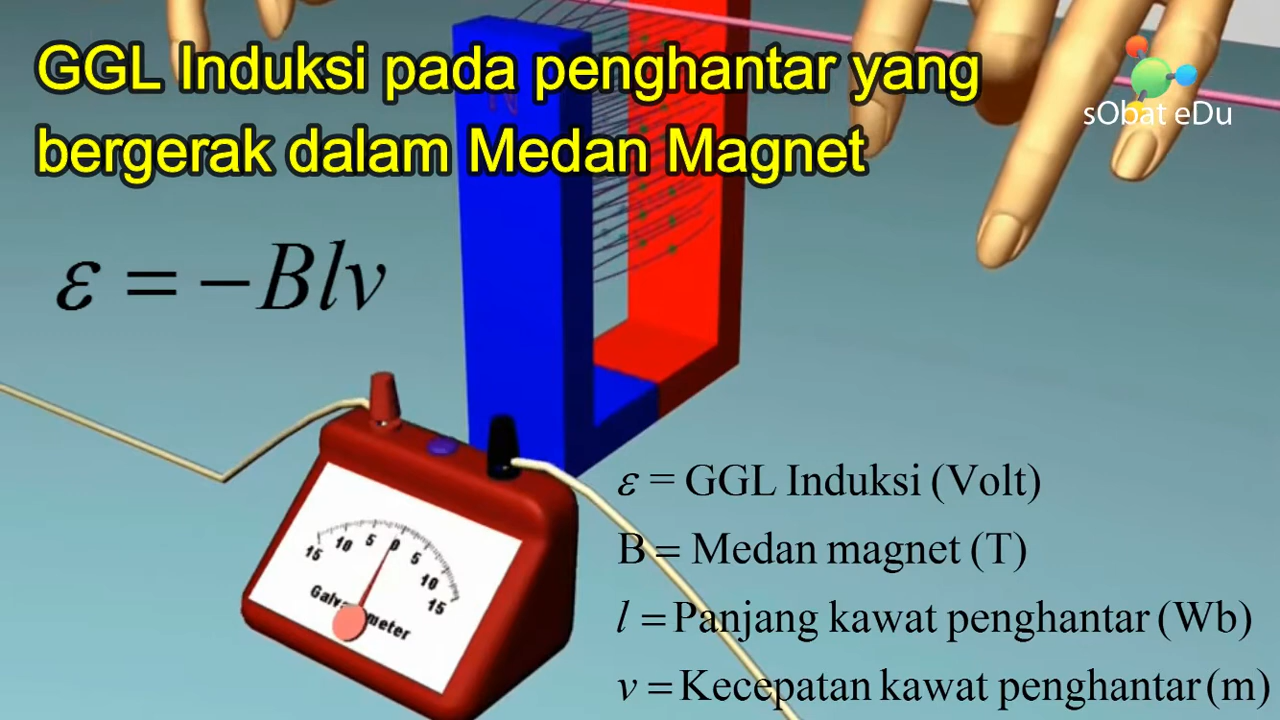 GGL Induksi pada penghantar yang
bergerak dalam Medan Magnet
sObat eDu
ε = −Blv
15 10 5 0 5 10 15
Galvanometer
ε = GGL Induksi (Volt)
B = Medan magnet (T)
l = Panjang kawat penghantar (Wb)
v = Kecepatan kawat penghantar (m)